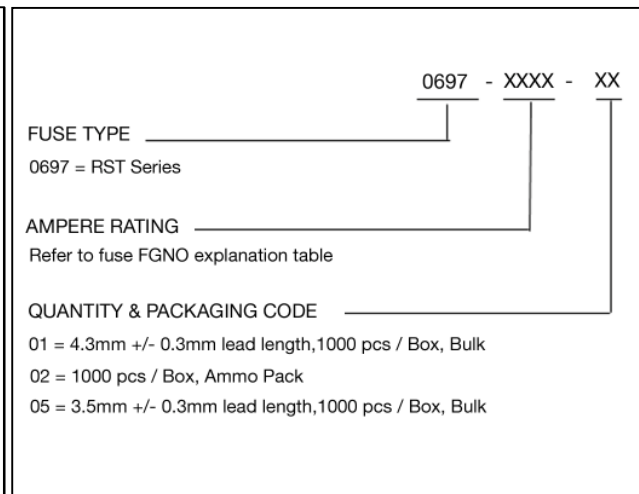 0697 - XXXX - XX
FUSE TYPE
0697 = RST Series
AMPERE RATING
Refer to fuse FGNO explanation table
QUANTITY & PACKAGING CODE
01 = 4.3mm +/- 0.3mm lead length,1000 pcs / Box, Bulk
02 = 1000 pcs / Box, Ammo Pack
05 = 3.5mm +/- 0.3mm lead length,1000 pcs / Box, Bulk